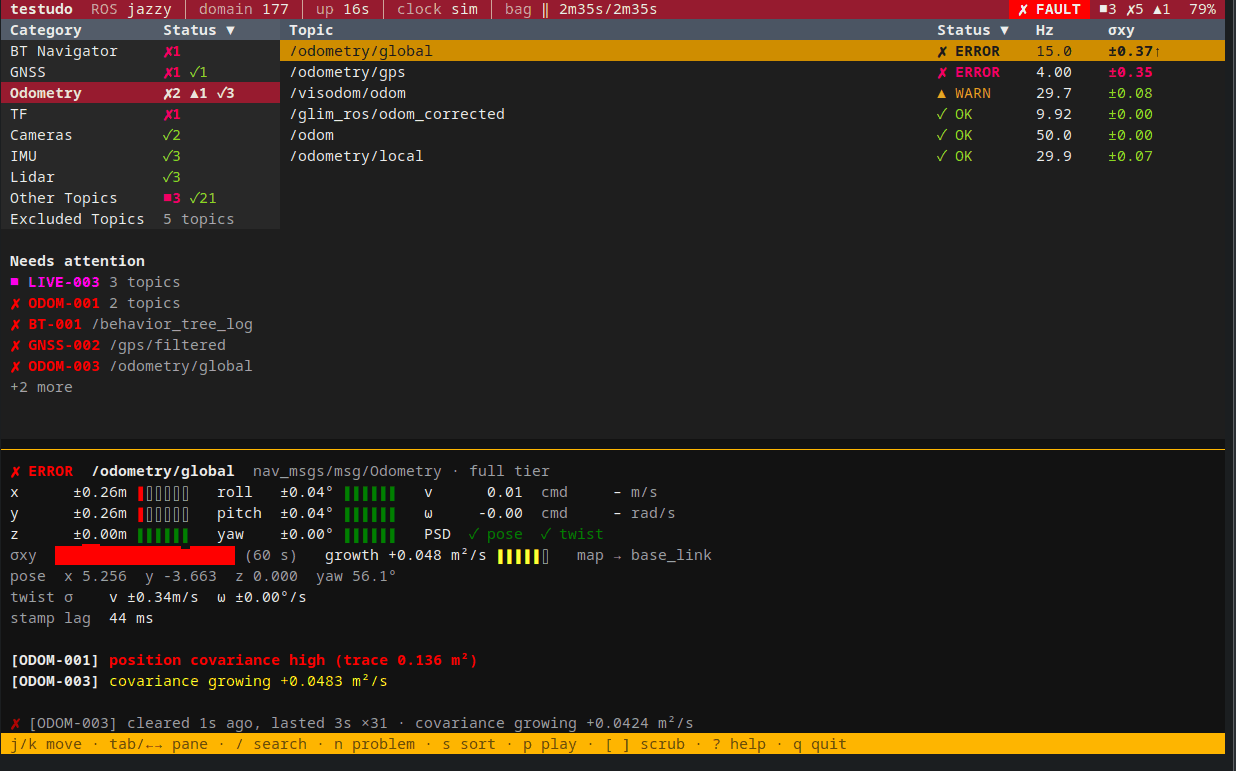 testudo ROS jazzy │ domain 177 │ up 16s │ clock sim │ bag ‖ 2m35s/2m35s ✗ FAULT ■3 ✗5 ▲1 79%
Category Status ▼ Topic Status ▼ Hz σxy
BT Navigator ✗1 /odometry/global ✗ ERROR 15.0 ±0.37↑
GNSS ✗1 ✓1 /odometry/gps ✗ ERROR 4.00 ±0.35
Odometry ✗2 ▲1 ✓3 /visodom/odom ▲ WARN 29.7 ±0.08
TF ✗1 /glim_ros/odom_corrected ✓ OK 9.92 ±0.00
Cameras ✓2 /odom ✓ OK 50.0 ±0.00
IMU ✓3 /odometry/local ✓ OK 29.9 ±0.07
Lidar ✓3
Other Topics ■3 ✓21
Excluded Topics 5 topics
Needs attention
■ LIVE-003 3 topics
✗ ODOM-001 2 topics
✗ BT-001 /behavior_tree_log
✗ GNSS-002 /gps/filtered
✗ ODOM-003 /odometry/global
+2 more
✗ ERROR /odometry/global nav_msgs/msg/Odometry · full tier
x ±0.26m roll ±0.04° v 0.01 cmd – m/s
y ±0.26m pitch ±0.04° ω -0.00 cmd – rad/s
z ±0.00m yaw ±0.00° PSD ✓ pose ✓ twist
σxy (60 s) growth +0.048 m²/s map → base_link
pose x 5.256 y -3.663 z 0.000 yaw 56.1°
twist σ v ±0.34m/s ω ±0.00°/s
stamp lag 44 ms
[ODOM-001] position covariance high (trace 0.136 m²)
[ODOM-003] covariance growing +0.0483 m²/s
✗ [ODOM-003] cleared 1s ago, lasted 3s ×31 · covariance growing +0.0424 m²/s
j/k move · tab/←→ pane · / search · n problem · s sort · p play · [ ] scrub · ? help · q quit